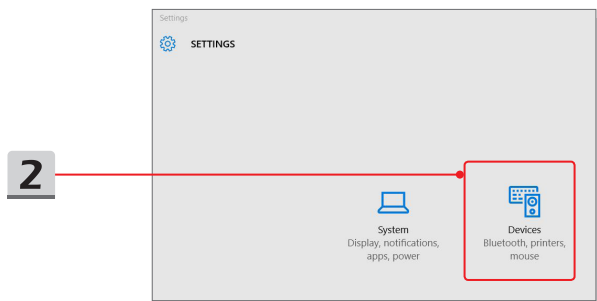 Settings
SETTINGS
2
System
Display, notifications,
apps, power
Devices
Bluetooth, printers,
mouse